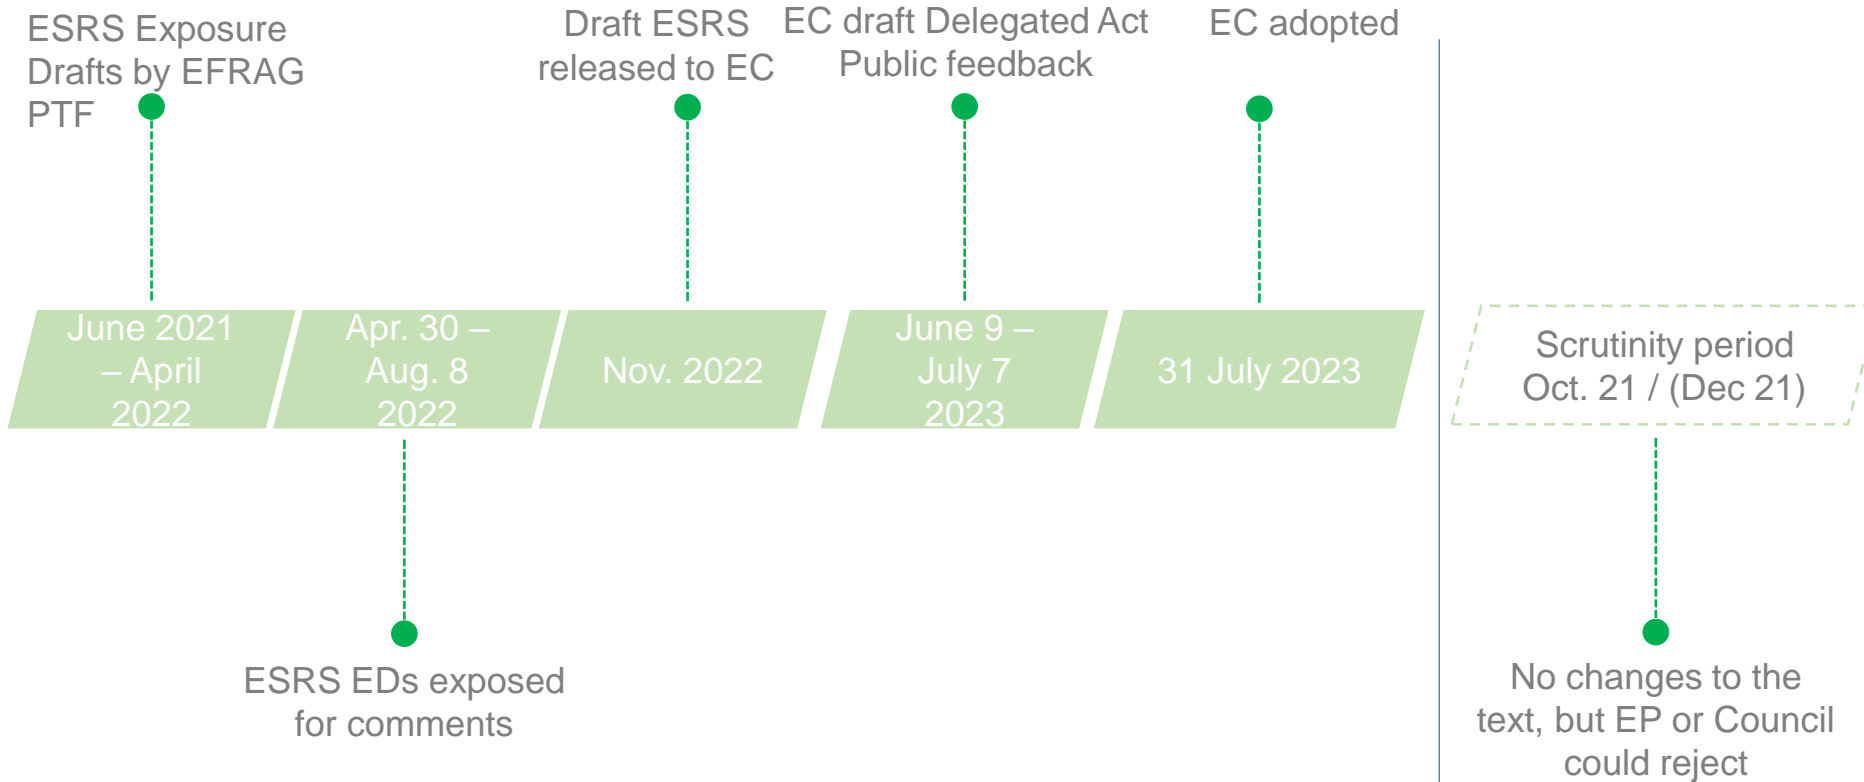 ESRS Exposure
Drafts by EFRAG
PTF
Draft ESRS
released to EC
EC draft Delegated Act
Public feedback
EC adopted
June 2021
– April
2022
Apr. 30 –
Aug. 8
2022
Nov. 2022
June 9 –
July 7
2023
31 July 2023
Scrutinity period
Oct. 21 / (Dec 21)
ESRS EDs exposed
for comments
No changes to the
text, but EP or Council
could reject